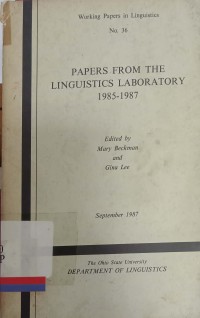 Working Papers in Linguistics
No. 36
PAPERS FROM THE
LINGUISTICS LABORATORY
1985-1987
Edited by
Mary Beckman
and
Gina Lee
September 1987
The Ohio State University
DEPARTMENT OF LINGUISTICS